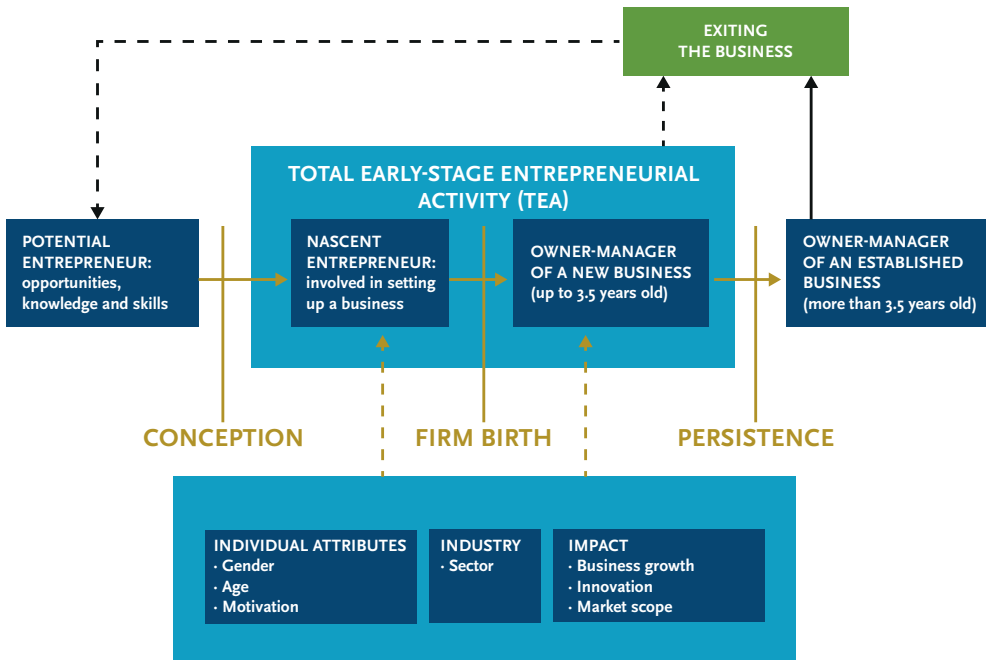 EXITING
THE BUSINESS
TOTAL EARLY-STAGE ENTREPRENEURIAL
ACTIVITY (TEA)
POTENTIAL
ENTREPRENEUR:
opportunities,
knowledge and skills
NASCENT
ENTREPRENEUR:
involved in setting
up a business
OWNER-MANAGER
OF A NEW BUSINESS
(up to 3.5 years old)
OWNER-MANAGER
OF AN ESTABLISHED
BUSINESS
(more than 3.5 years old)
CONCEPTION
FIRM BIRTH
PERSISTENCE
INDIVIDUAL ATTRIBUTES
· Gender
· Age
· Motivation
INDUSTRY
· Sector
IMPACT
· Business growth
· Innovation
· Market scope